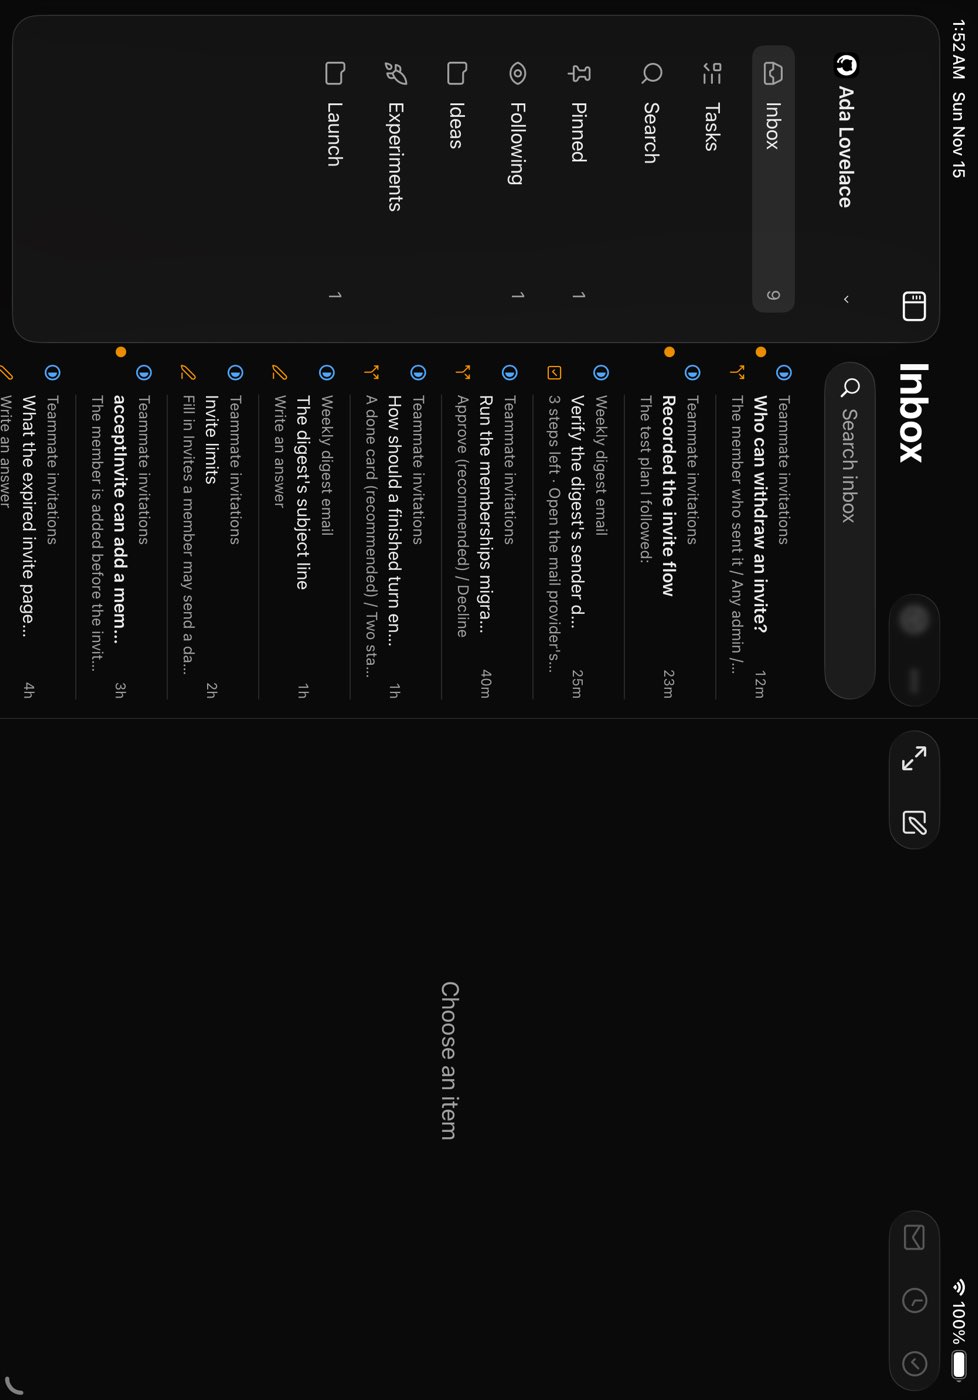 1:52 AM Sun Nov 15
100%
Ada Lovelace
Inbox 9
Tasks
Search
Pinned 1
Following 1
Ideas
Experiments
Launch 1
Inbox
Search inbox
Teammate invitations
Who can withdraw an invite? 12m
The member who sent it / Any admin /...
Teammate invitations
Recorded the invite flow 23m
The test plan I followed:
Weekly digest email
Verify the digest's sender d... 25m
3 steps left · Open the mail provider's...
Teammate invitations
Run the memberships migra... 40m
Approve (recommended) / Decline
Teammate invitations
How should a finished turn en... 1h
A done card (recommended) / Two sta...
Weekly digest email
The digest's subject line 1h
Write an answer
Teammate invitations
Invite limits 2h
Fill in Invites a member may send a da...
Teammate invitations
acceptInvite can add a mem... 3h
The member is added before the invit...
Teammate invitations
What the expired invite page... 4h
Write an answer
Choose an item